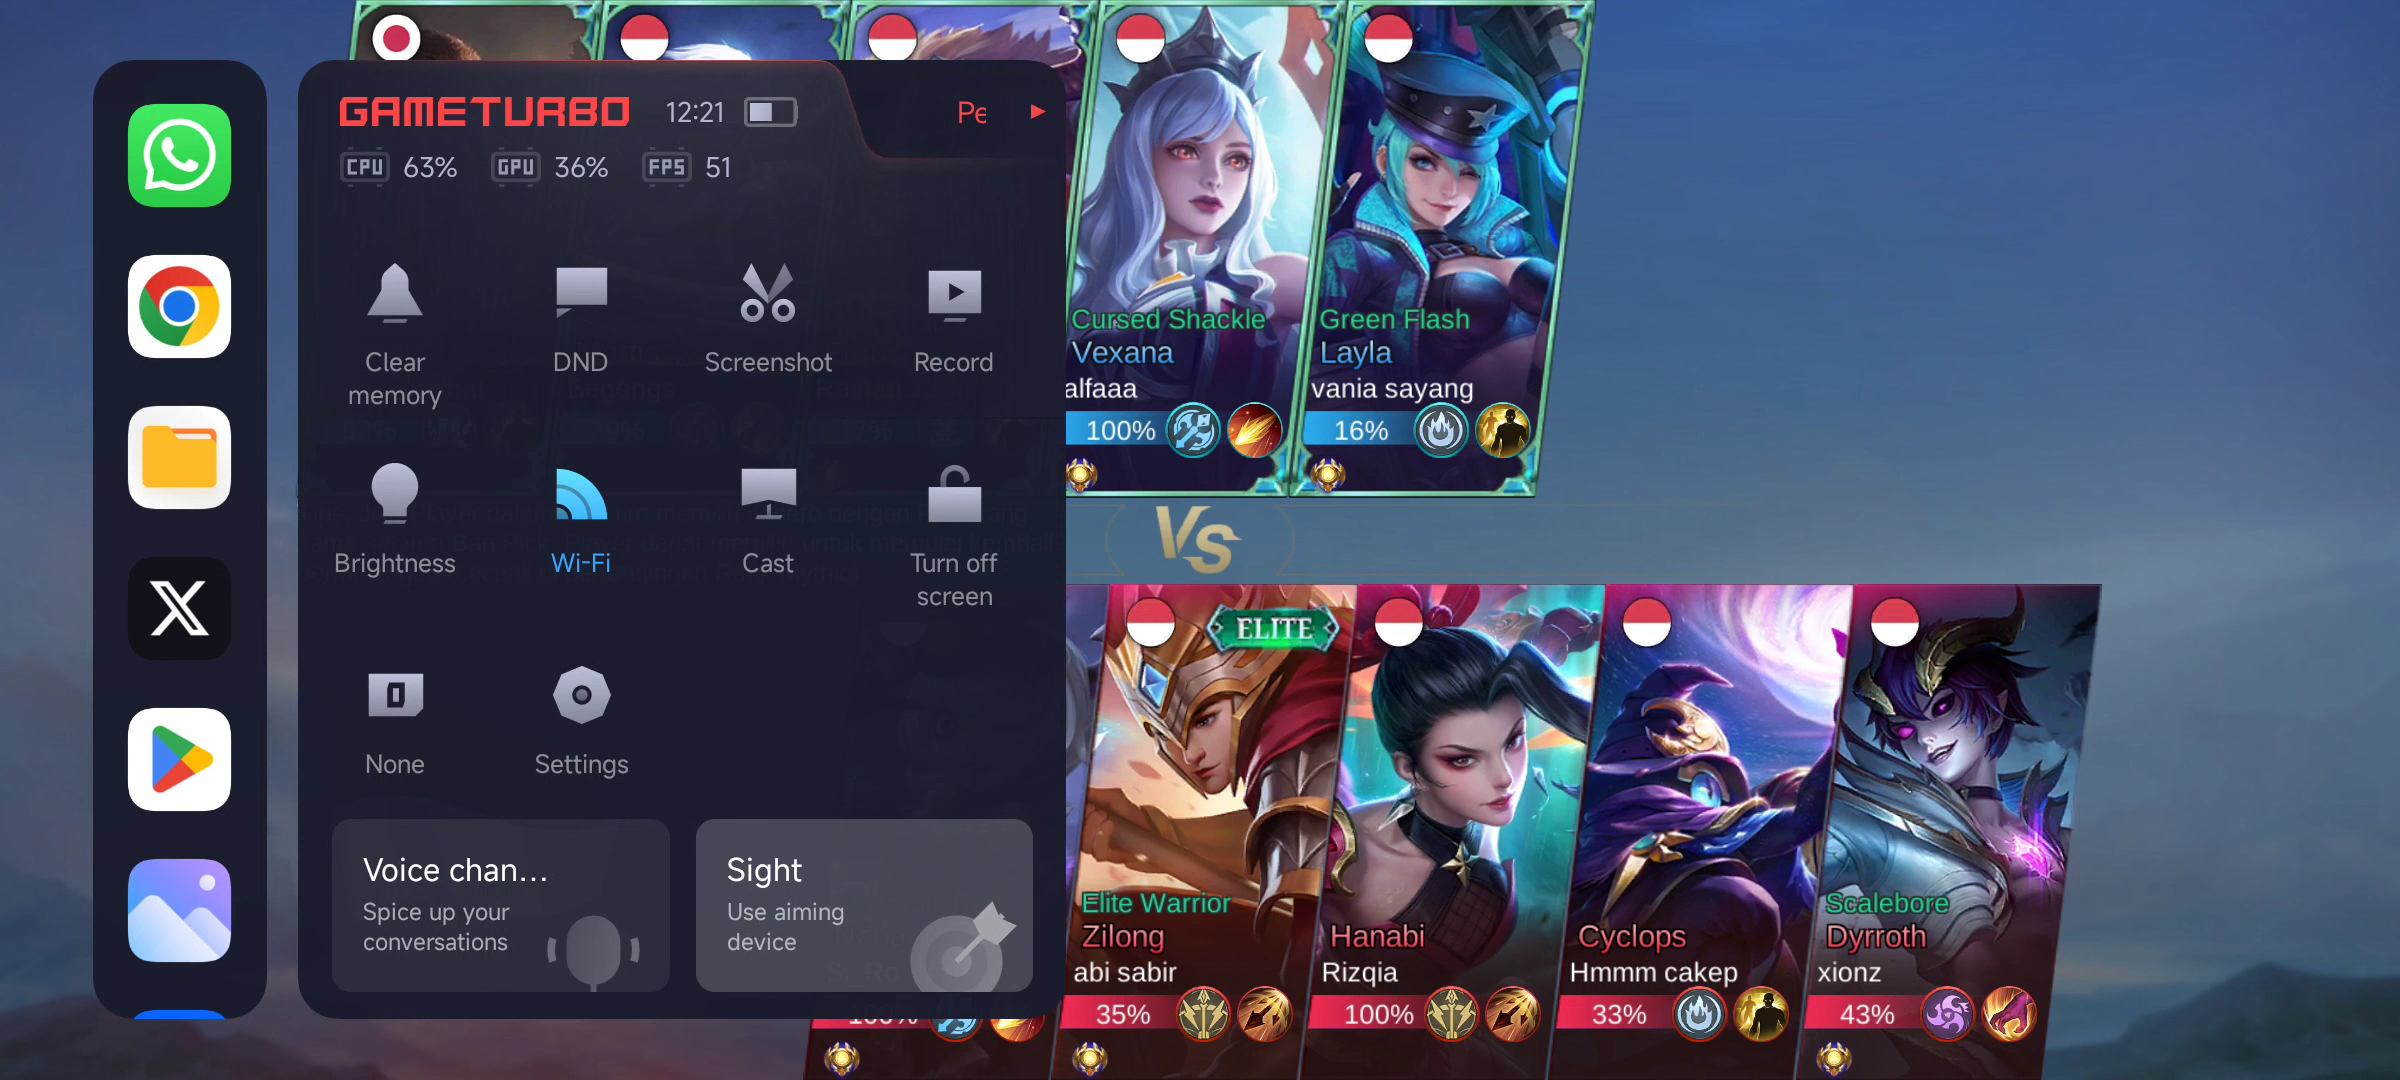 GAMETURBO 12:21
Pe
CPU 63% GPU 36% FPS 51
Clear
memory
DND
Screenshot
Record
Brightness
Wi-Fi
Cast
Turn off
screen
None
Settings
Voice chan...
Spice up your
conversations
Sight
Use aiming
device
Cursed Shackle
Vexana
alfaaa
100%
Green Flash
Layla
vania sayang
16%
VS
ELITE
Elite Warrior
Zilong
abi sabir
35%
Hanabi
Rizqia
100%
Cyclops
Hmmm cakep
33%
Scalebore
Dyrroth
xionz
43%
100%